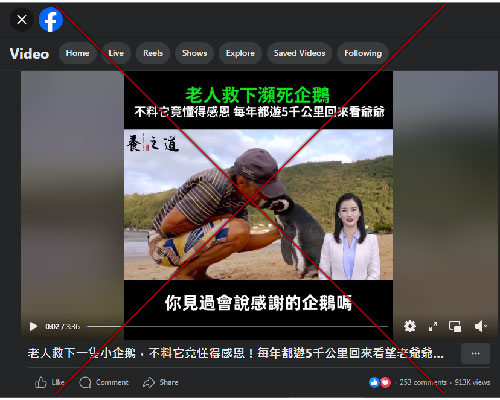 Video
Home
Live
Reels
Shows
Explore
Saved Videos
Following
老人救下瀕死企鵝
不料它竟懂得感恩 每年都遊5千公里回來看爺爺
養之道
你見過會說感謝的企鵝嗎
0:02 / 3:36
老人救下一隻小企鵝，不料它竟懂得感恩！每年都遊5千公里回來看望老爺爺...
Like
Comment
Share
253 comments · 913K views